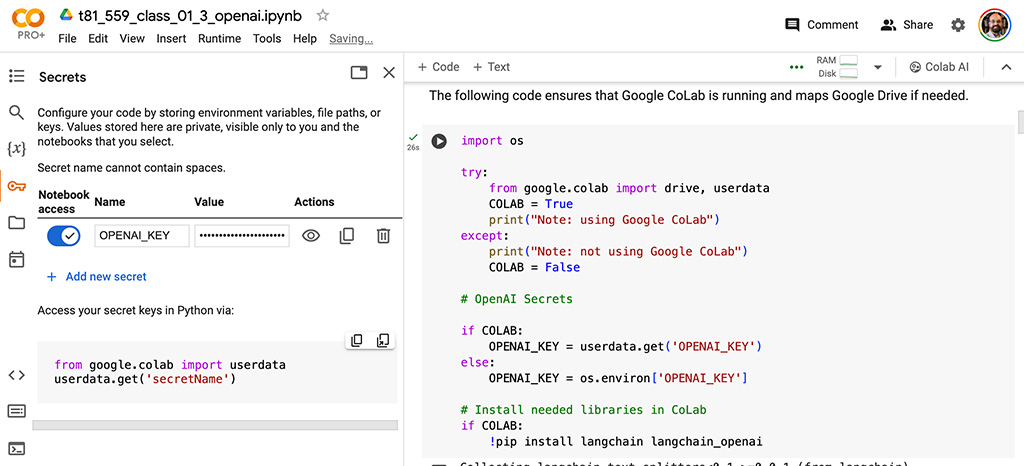 CO
PRO+
t81_559_class_01_3_openai.ipynb
File Edit View Insert Runtime Tools Help Saving...
Comment Share
Secrets
Configure your code by storing environment variables, file paths, or
keys. Values stored here are private, visible only to you and the
notebooks that you select.
Secret name cannot contain spaces.
Notebook
access Name Value Actions
OPENAI_KEY ••••••••••••••••••••••
+ Add new secret
Access your secret keys in Python via:
from google.colab import userdata
userdata.get('secretName')
{x}
<>
+ Code + Text
RAM
Disk
Colab AI
The following code ensures that Google CoLab is running and maps Google Drive if needed.
26s
import os
try:
from google.colab import drive, userdata
COLAB = True
print("Note: using Google CoLab")
except:
print("Note: not using Google CoLab")
COLAB = False
# OpenAI Secrets
if COLAB:
OPENAI_KEY = userdata.get('OPENAI_KEY')
else:
OPENAI_KEY = os.environ['OPENAI_KEY']
# Install needed libraries in CoLab
if COLAB:
!pip install langchain langchain_openai